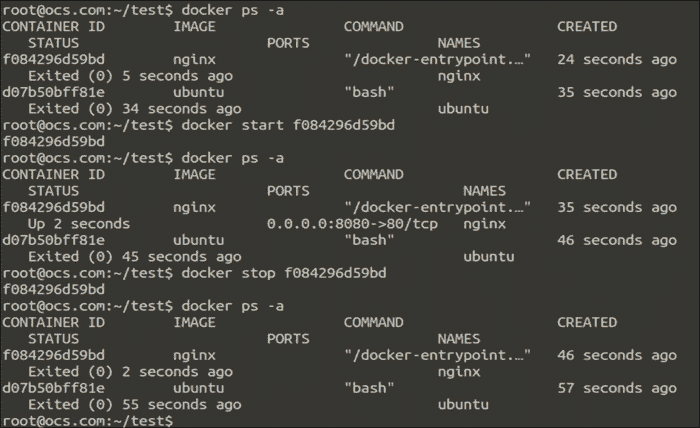 root@ocs.com:~/test$ docker ps -a
CONTAINER ID        IMAGE               COMMAND                  CREATED
   STATUS                       PORTS               NAMES
f084296d59bd        nginx               "/docker-entrypoint.…"   24 seconds ago
   Exited (0) 5 seconds ago                         nginx
d07b50bff81e        ubuntu              "bash"                   35 seconds ago
   Exited (0) 34 seconds ago                        ubuntu
root@ocs.com:~/test$ docker start f084296d59bd
f084296d59bd
root@ocs.com:~/test$ docker ps -a
CONTAINER ID        IMAGE               COMMAND                  CREATED
   STATUS                       PORTS                  NAMES
f084296d59bd        nginx               "/docker-entrypoint.…"   35 seconds ago
   Up 2 seconds                 0.0.0.0:8080->80/tcp   nginx
d07b50bff81e        ubuntu              "bash"                   46 seconds ago
   Exited (0) 45 seconds ago                           ubuntu
root@ocs.com:~/test$ docker stop f084296d59bd
f084296d59bd
root@ocs.com:~/test$ docker ps -a
CONTAINER ID        IMAGE               COMMAND                  CREATED
   STATUS                       PORTS               NAMES
f084296d59bd        nginx               "/docker-entrypoint.…"   46 seconds ago
   Exited (0) 2 seconds ago                         nginx
d07b50bff81e        ubuntu              "bash"                   57 seconds ago
   Exited (0) 55 seconds ago                        ubuntu
root@ocs.com:~/test$